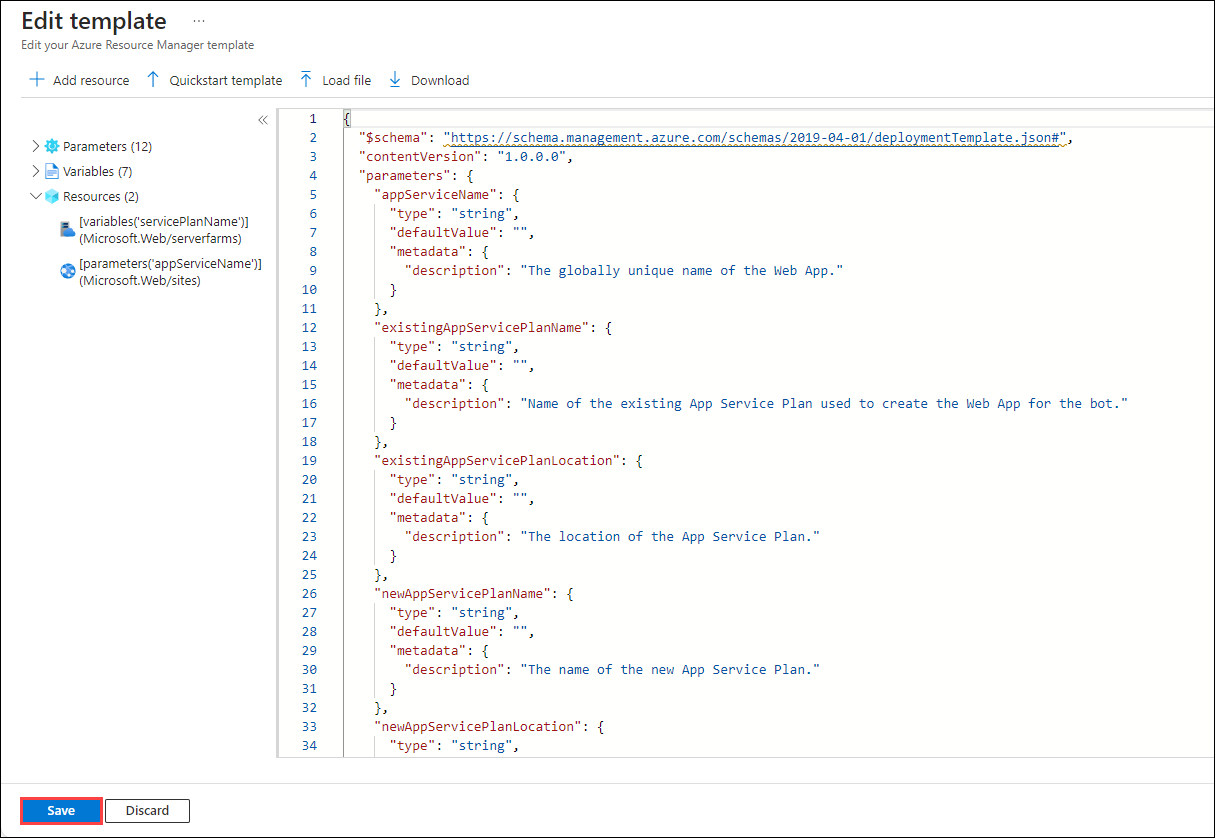 Edit template ...
Edit your Azure Resource Manager template
Add resource Quickstart template Load file Download
«
Parameters (12)
Variables (7)
Resources (2)
[variables('servicePlanName')]
(Microsoft.Web/serverfarms)
[parameters('appServiceName')]
(Microsoft.Web/sites)
1 {
2 "$schema": "https://schema.management.azure.com/schemas/2019-04-01/deploymentTemplate.json#",
3 "contentVersion": "1.0.0.0",
4 "parameters": {
5 "appServiceName": {
6 "type": "string",
7 "defaultValue": "",
8 "metadata": {
9 "description": "The globally unique name of the Web App."
10 }
11 },
12 "existingAppServicePlanName": {
13 "type": "string",
14 "defaultValue": "",
15 "metadata": {
16 "description": "Name of the existing App Service Plan used to create the Web App for the bot."
17 }
18 },
19 "existingAppServicePlanLocation": {
20 "type": "string",
21 "defaultValue": "",
22 "metadata": {
23 "description": "The location of the App Service Plan."
24 }
25 },
26 "newAppServicePlanName": {
27 "type": "string",
28 "defaultValue": "",
29 "metadata": {
30 "description": "The name of the new App Service Plan."
31 }
32 },
33 "newAppServicePlanLocation": {
34 "type": "string",
Save Discard